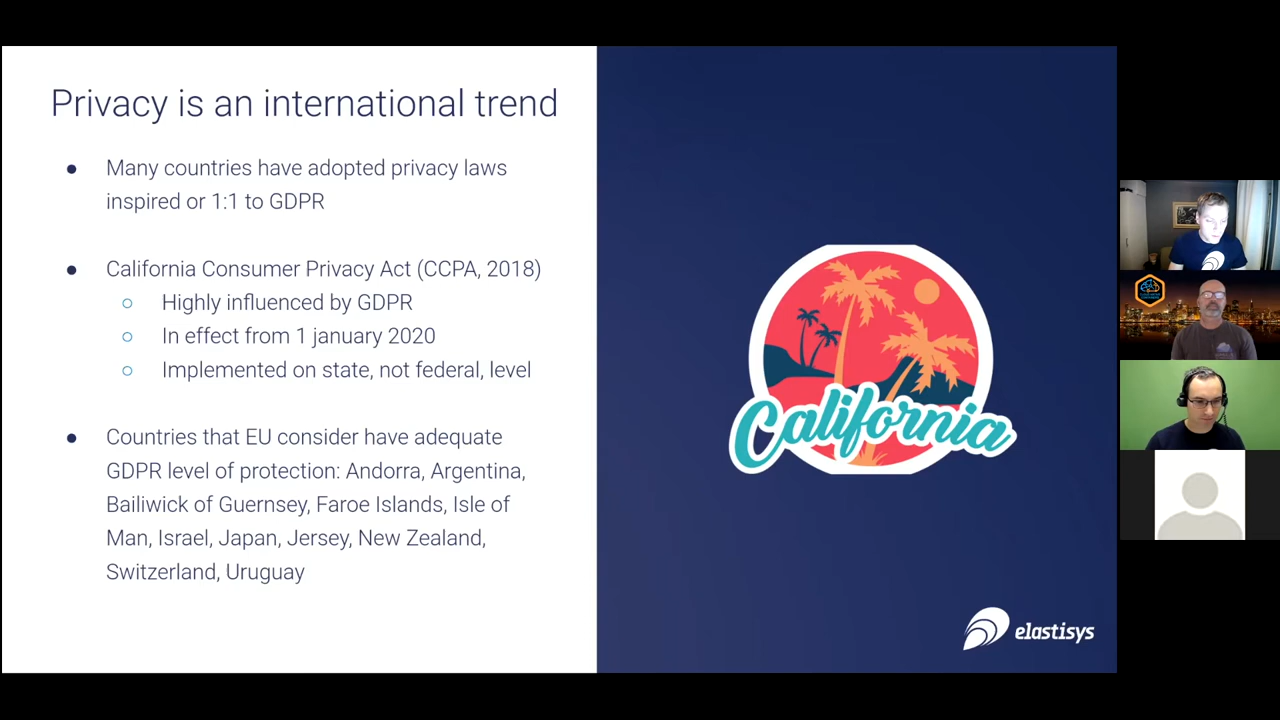 Privacy is an international trend
● Many countries have adopted privacy laws
inspired or 1:1 to GDPR
● California Consumer Privacy Act (CCPA, 2018)
○ Highly influenced by GDPR
○ In effect from 1 january 2020
○ Implemented on state, not federal, level
● Countries that EU consider have adequate
GDPR level of protection: Andorra, Argentina,
Bailiwick of Guernsey, Faroe Islands, Isle of
Man, Israel, Japan, Jersey, New Zealand,
Switzerland, Uruguay
California
elastisys